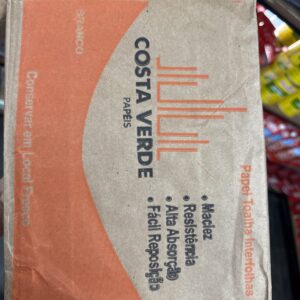 BRANCO
COSTA VERDE
PAPÉIS
Papel Toalha Interfolhas
• Maciez
• Resistência
• Alta Absorção
• Fácil Reposição
Conservar em Local Fresco